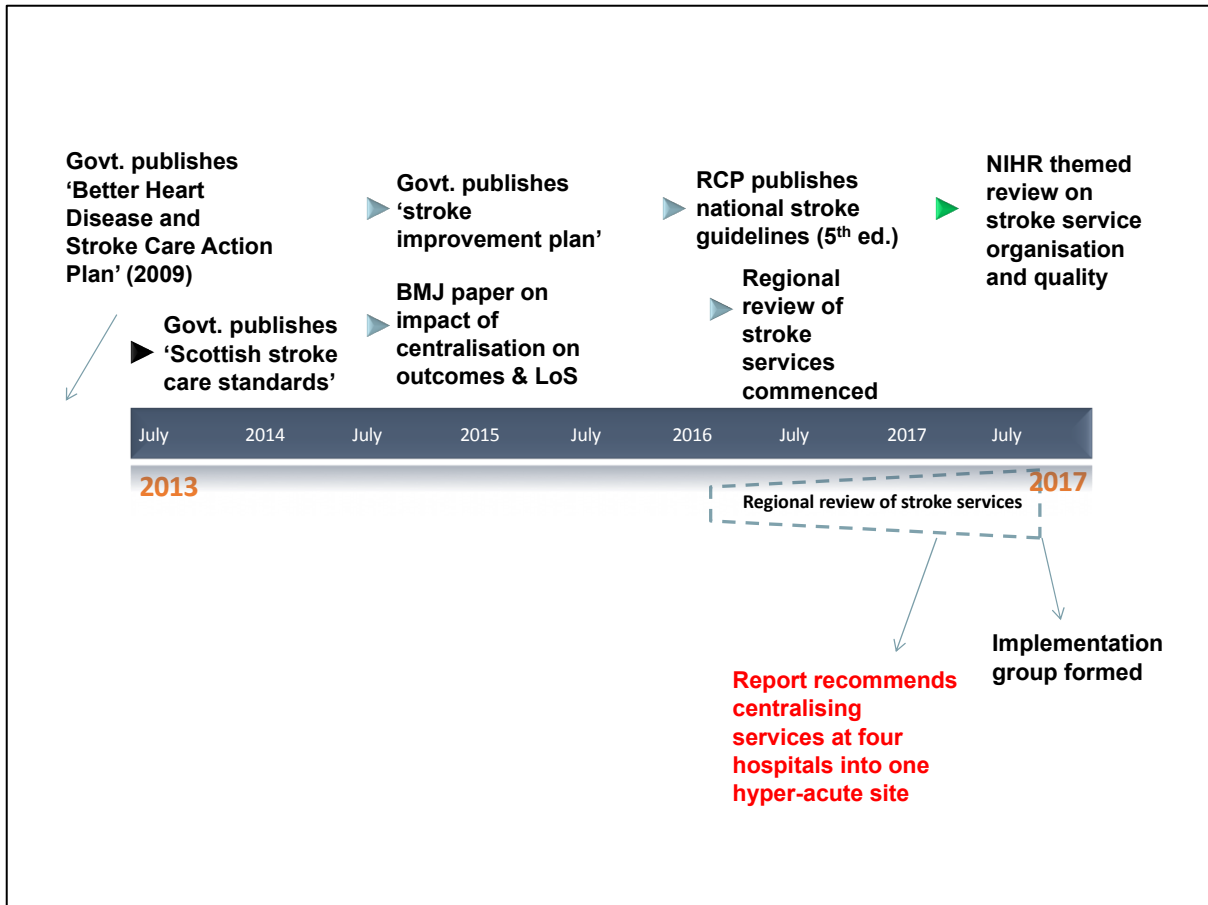 Govt. publishes
‘Better Heart
Disease and
Stroke Care Action
Plan’ (2009)
Govt. publishes
‘Scottish stroke
care standards’
Govt. publishes
‘stroke
improvement plan’
BMJ paper on
impact of
centralisation on
outcomes & LoS
RCP publishes
national stroke
guidelines (5th ed.)
Regional
review of
stroke
services
commenced
NIHR themed
review on
stroke service
organisation
and quality
July 2014 July 2015 July 2016 July 2017 July
2013 2017
Regional review of stroke services
Report recommends
centralising
services at four
hospitals into one
hyper-acute site
Implementation
group formed